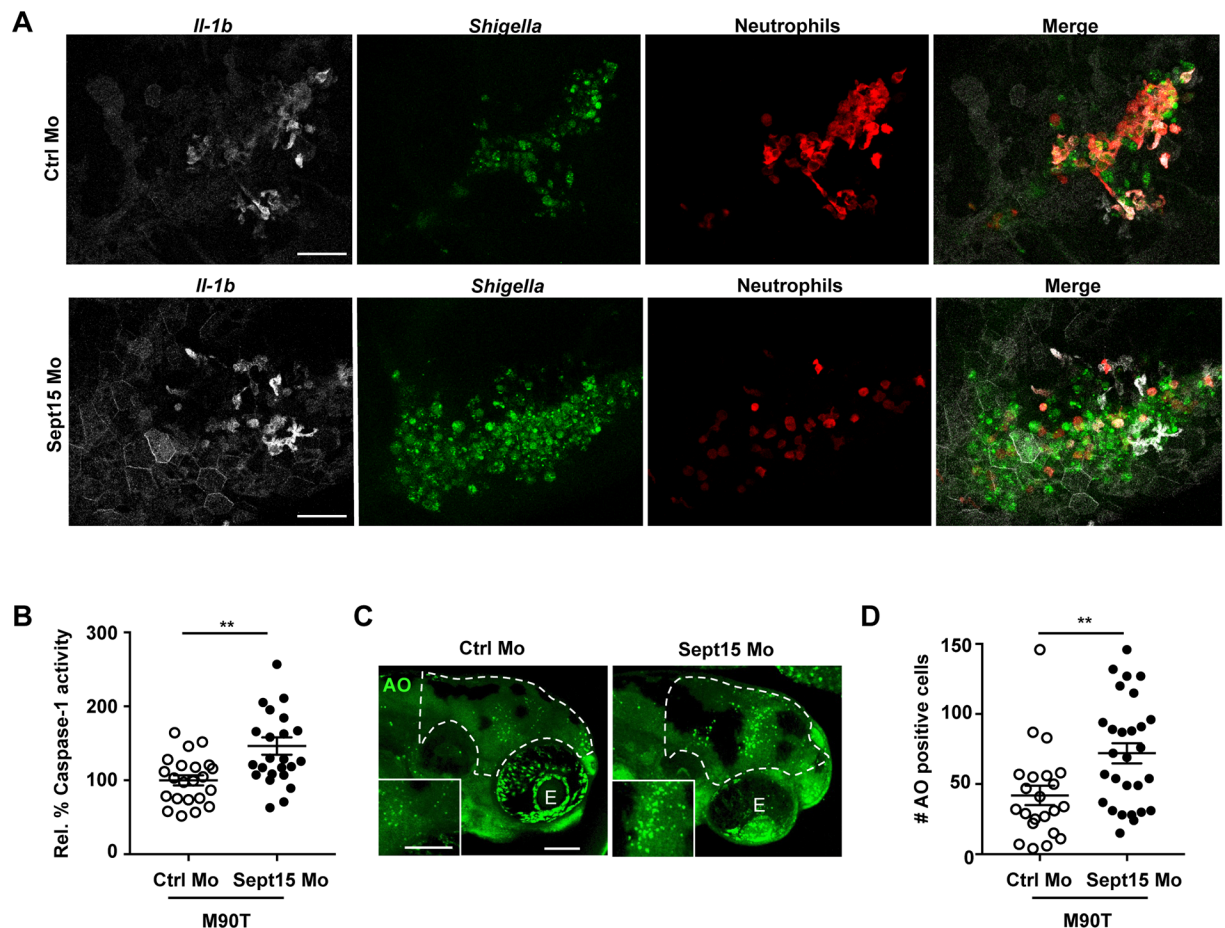 A
Il-1b Shigella Neutrophils Merge
Ctrl Mo
Il-1b Shigella Neutrophils Merge
Sept15 Mo
B
Rel. % Caspase-1 activity
300
200
100
0
**
Ctrl Mo Sept15 Mo
M90T
C
Ctrl Mo Sept15 Mo
AO
E
E
D
# AO positive cells
150
100
50
0
**
Ctrl Mo Sept15 Mo
M90T